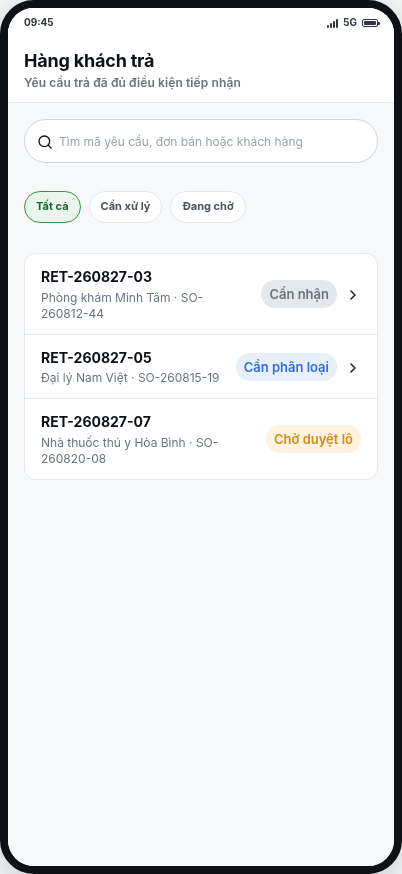 09:45
5G
Hàng khách trả
Yêu cầu trả đã đủ điều kiện tiếp nhận
Tìm mã yêu cầu, đơn bán hoặc khách hàng
Tất cả
Cần xử lý
Đang chờ
RET-260827-03
Phòng khám Minh Tâm · SO-
260812-44
Cần nhận
RET-260827-05
Đại lý Nam Việt · SO-260815-19
Cần phân loại
RET-260827-07
Nhà thuốc thú y Hòa Bình · SO-
260820-08
Chờ duyệt lô